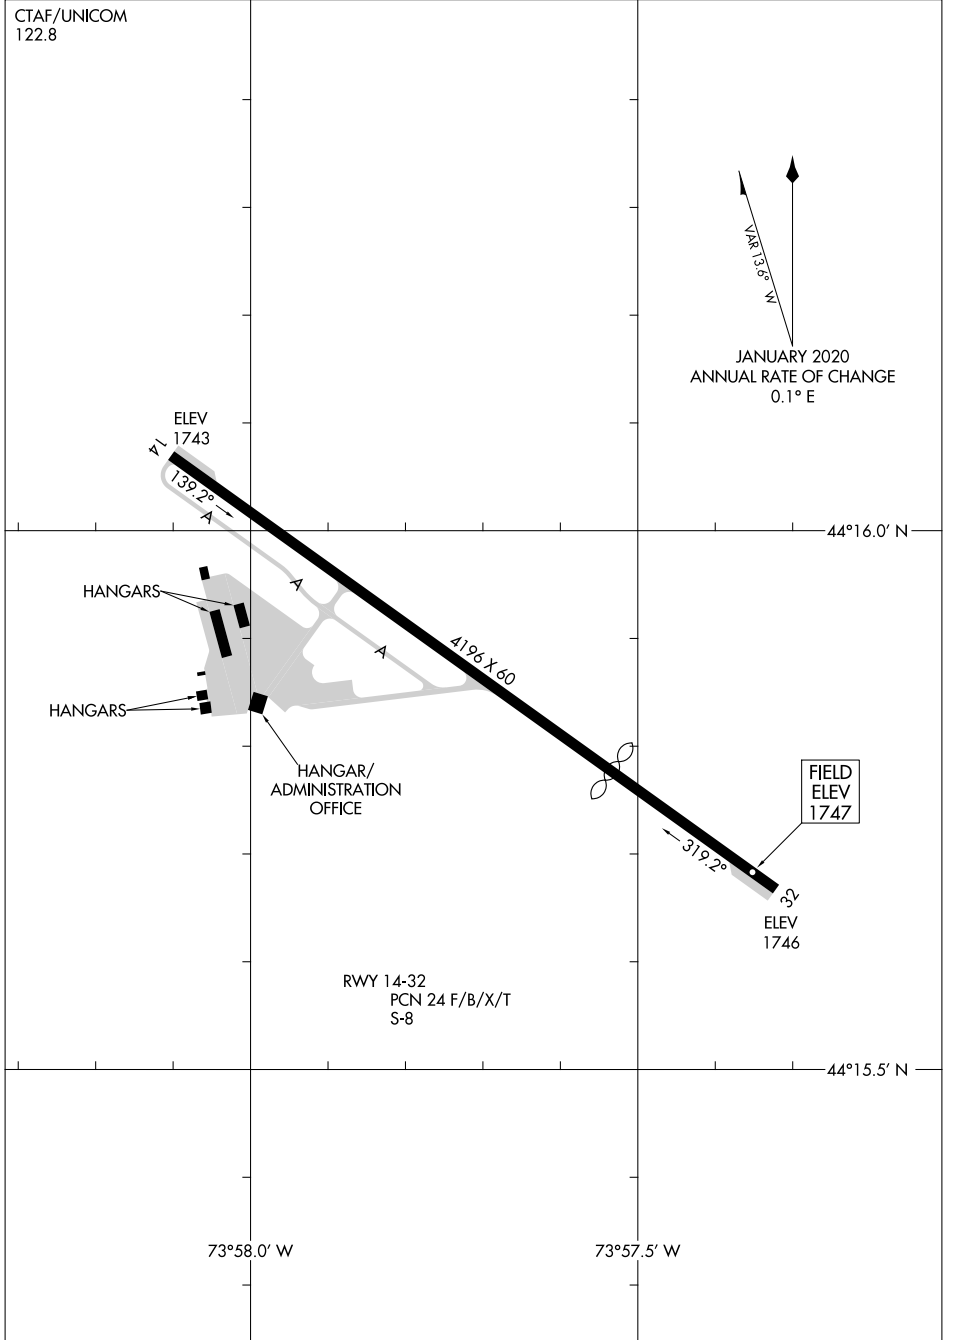 CTAF/UNICOM
122.8
VAR 13.6° W
JANUARY 2020
ANNUAL RATE OF CHANGE
0.1° E
ELEV
1743
14
139.2°
A
44°16.0' N
A
HANGARS
4196 X 60
A
HANGARS
HANGAR/
ADMINISTRATION
OFFICE
FIELD
ELEV
1747
319.2°
32
ELEV
1746
RWY 14-32
PCN 24 F/B/X/T
S-8
44°15.5' N
73°58.0' W
73°57.5' W